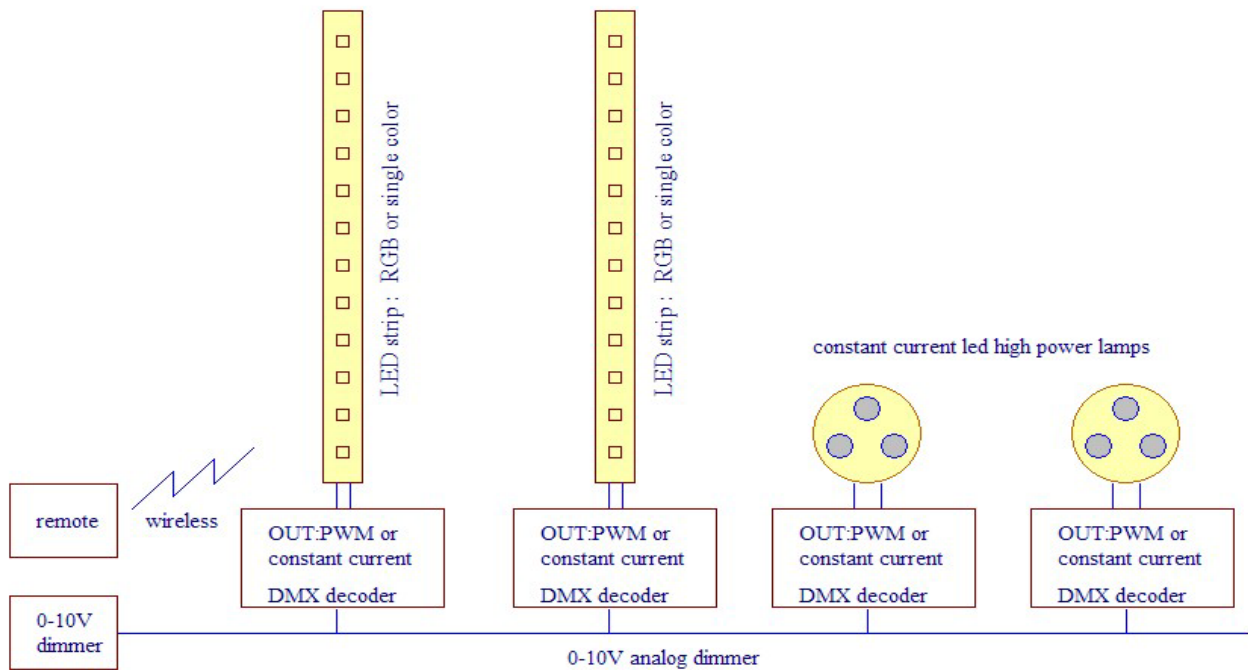 LED strip : RGB or single color
LED strip : RGB or single color
constant current led high power lamps
remote
wireless
OUT:PWM or
constant current
DMX decoder
OUT:PWM or
constant current
DMX decoder
OUT:PWM or
constant current
DMX decoder
OUT:PWM or
constant current
DMX decoder
0-10V
dimmer
0-10V analog dimmer